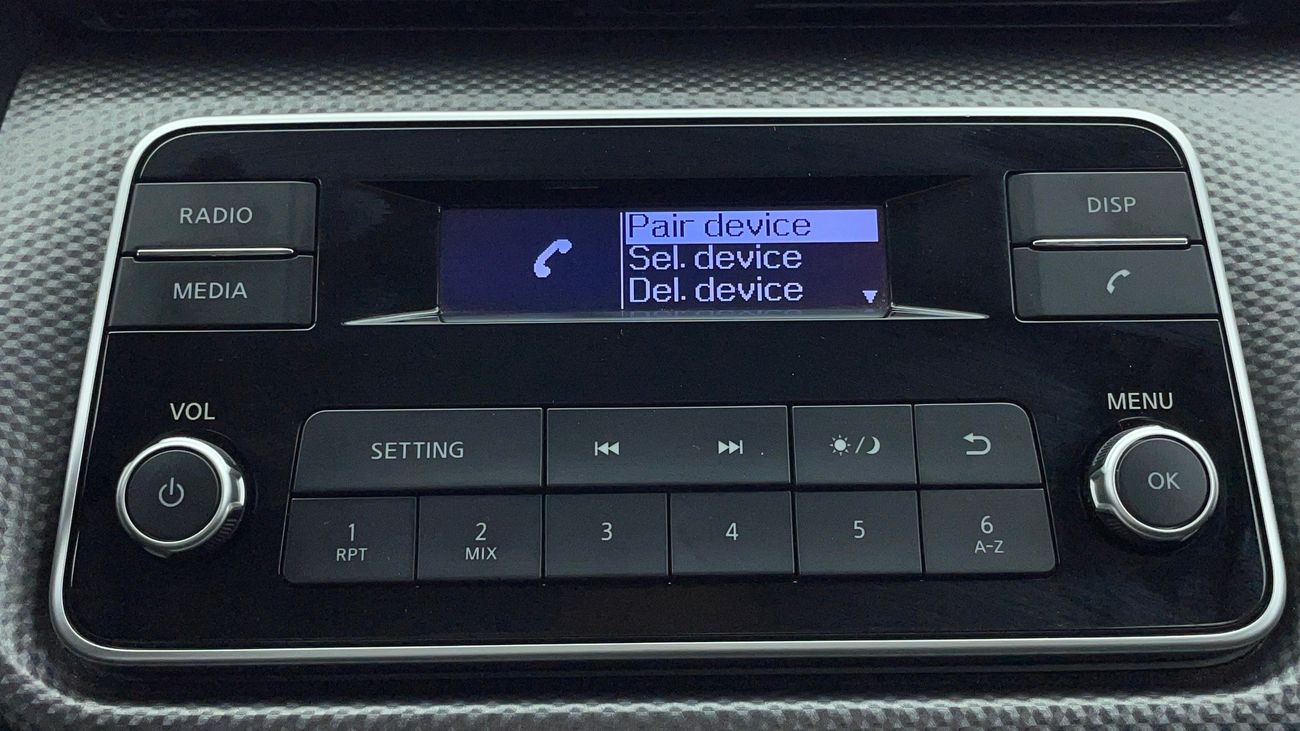 RADIO
MEDIA
Pair device
Sel. device
Del. device
DISP
VOL
MENU
SETTING
OK
1
RPT
2
MIX
3
4
5
6
A-Z